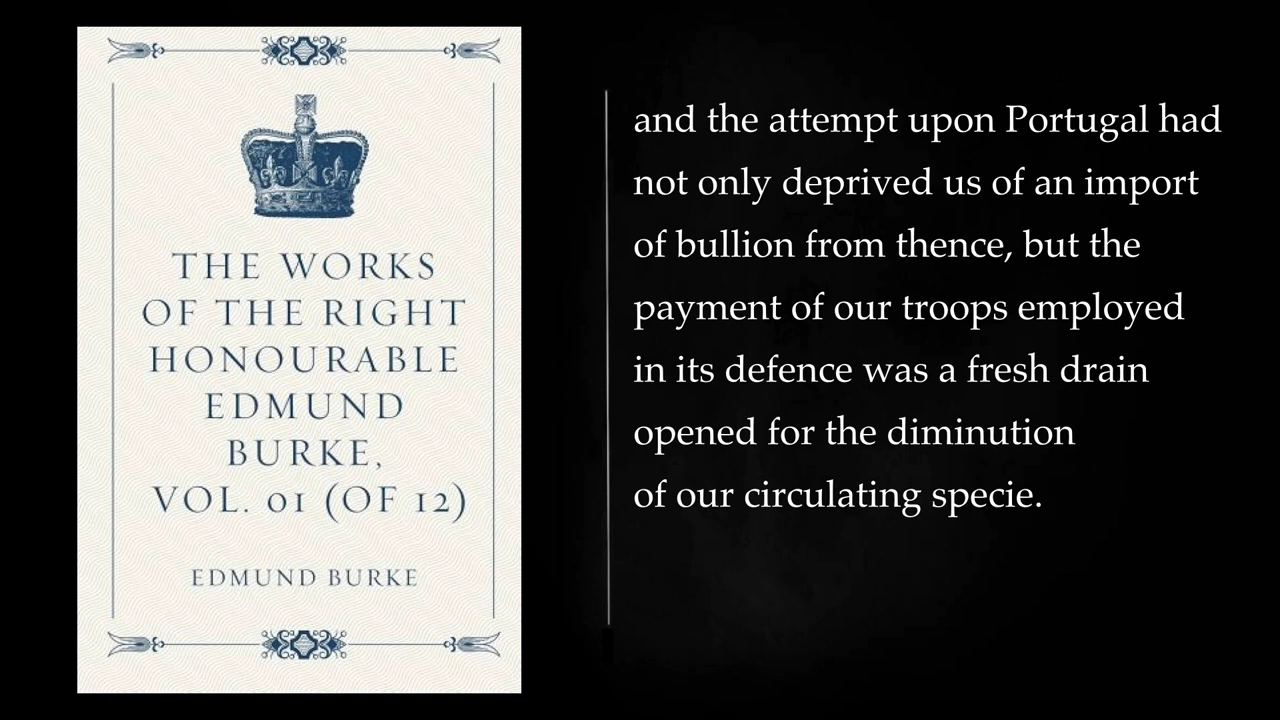 THE WORKS
OF THE RIGHT
HONOURABLE
EDMUND
BURKE,
VOL. 01 (OF 12)
EDMUND BURKE
and the attempt upon Portugal had
not only deprived us of an import
of bullion from thence, but the
payment of our troops employed
in its defence was a fresh drain
opened for the diminution
of our circulating specie.